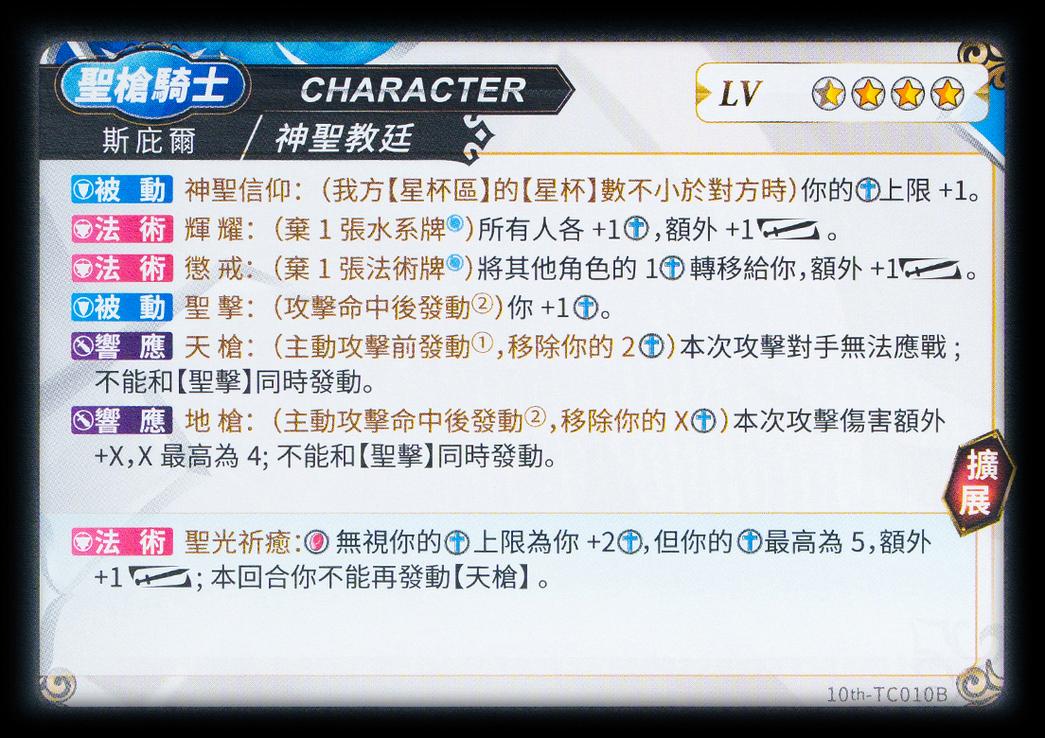 聖槍騎士
CHARACTER
LV
斯庇爾 / 神聖教廷
被動 神聖信仰：（我方【星杯區】的【星杯】數不小於對方時）你的上限 +1。
法術 輝耀：（棄 1 張水系牌）所有人各 +1，額外 +1。
法術 懲戒：（棄 1 張法術牌）將其他角色的 1 轉移給你，額外 +1。
被動 聖擊：（攻擊命中後發動②）你 +1。
響應 天槍：（主動攻擊前發動①，移除你的 2）本次攻擊對手無法應戰；
不能和【聖擊】同時發動。
響應 地槍：（主動攻擊命中後發動②，移除你的 X）本次攻擊傷害額外
+X，X 最高為 4；不能和【聖擊】同時發動。
擴展
法術 聖光祈癒：無視你的上限為你 +2，但你的最高為 5，額外
+1；本回合你不能再發動【天槍】。
10th-TC010B